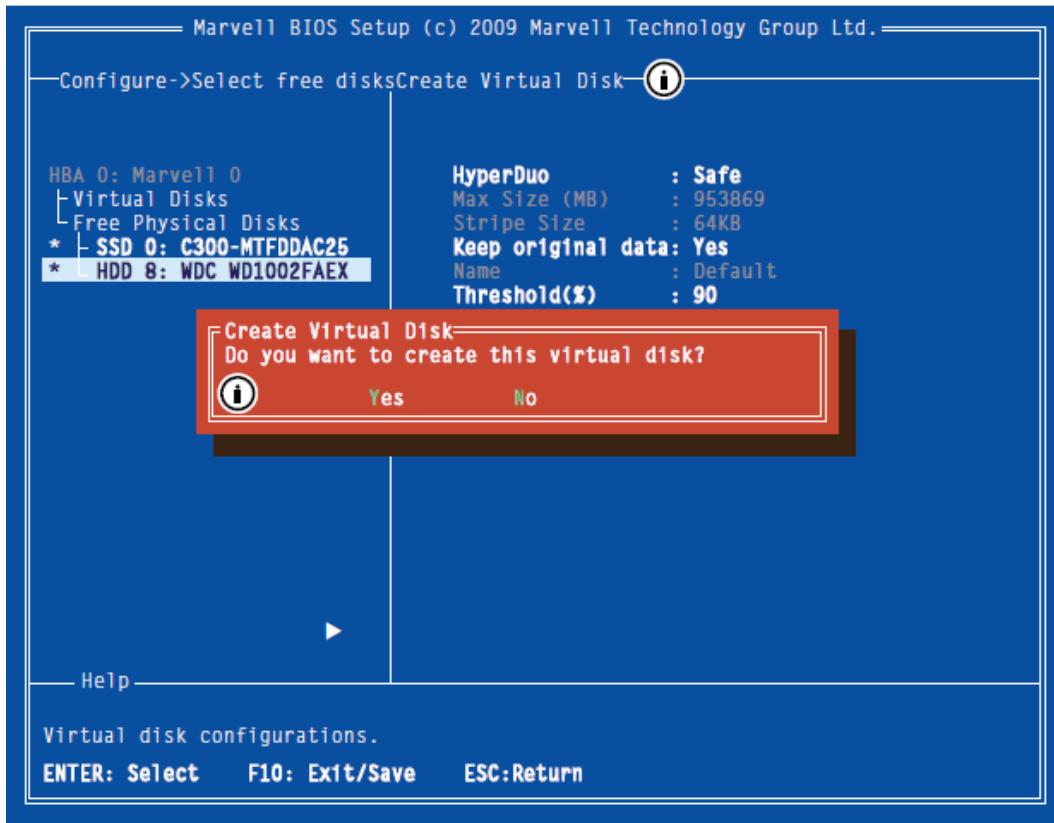 Marvell BIOS Setup (c) 2009 Marvell Technology Group Ltd.
Configure->Select free disksCreate Virtual Disk
HBA 0: Marvell 0
Virtual Disks
Free Physical Disks
* SSD 0: C300-MTFDDAC25
* HDD 8: WDC WD1002FAEX
HyperDuo : Safe
Max Size (MB) : 953869
Stripe Size : 64KB
Keep original data: Yes
Name : Default
Threshold(%) : 90
Create Virtual Disk
Do you want to create this virtual disk?
Yes No
Help
Virtual disk configurations.
ENTER: Select F10: Exit/Save ESC:Return